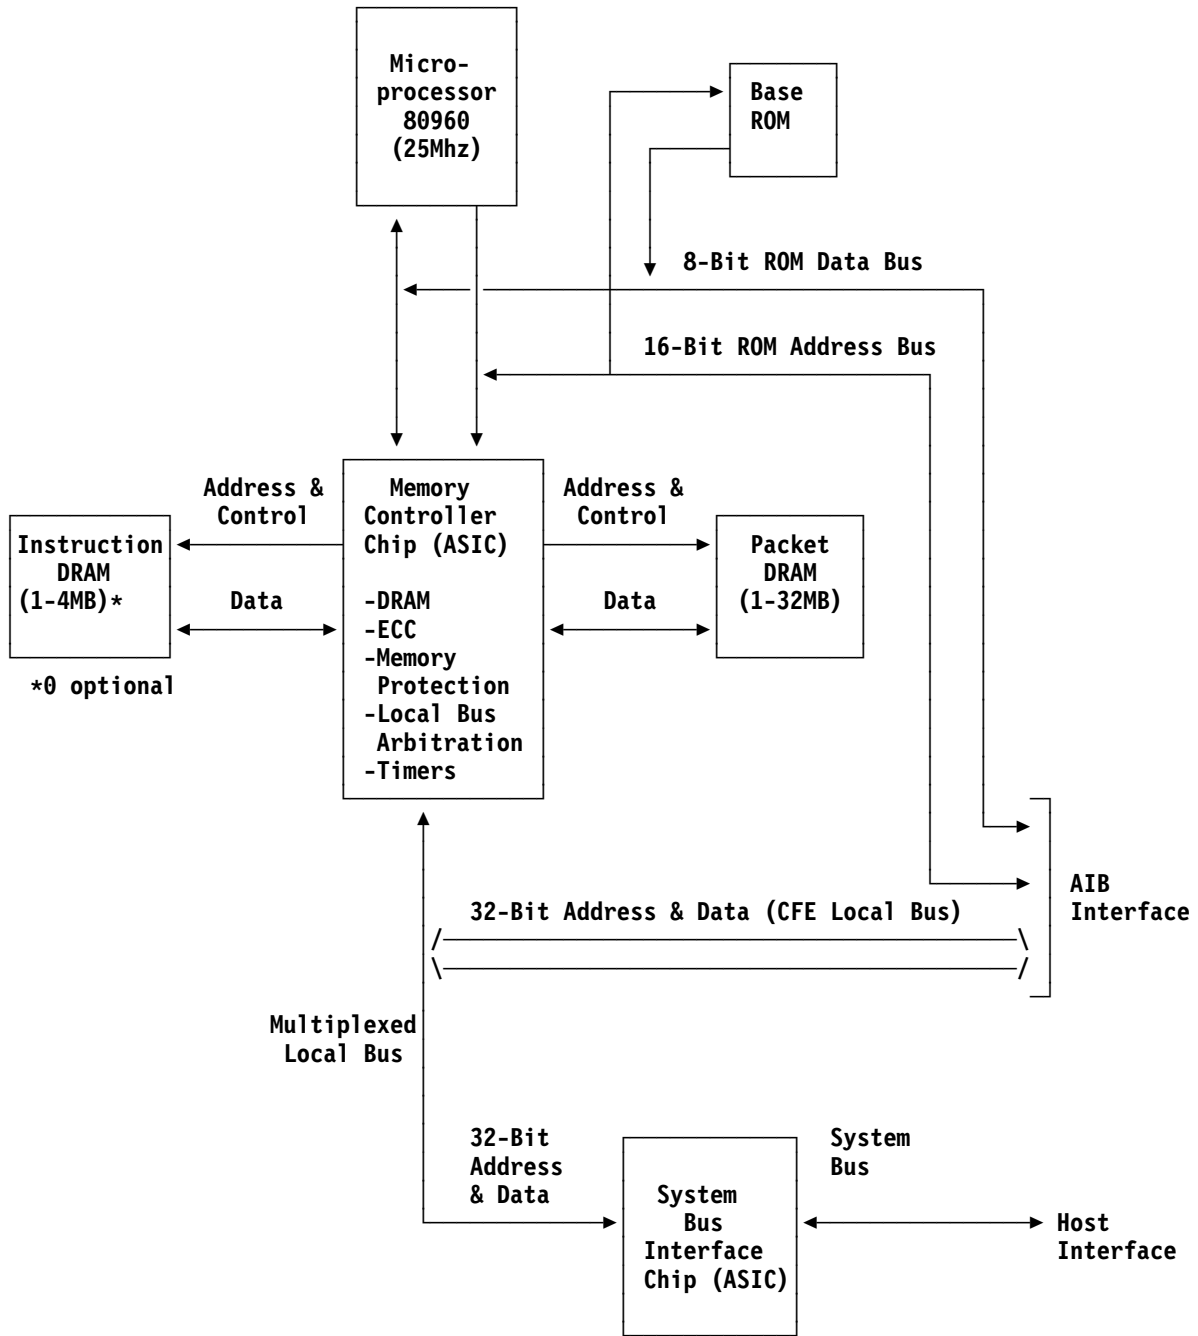 Micro-
processor
80960
(25Mhz)
Base
ROM
8-Bit ROM Data Bus
16-Bit ROM Address Bus
Address &
Control
Memory
Controller
Chip (ASIC)
-DRAM
-ECC
-Memory
Protection
-Local Bus
Arbitration
-Timers
Address &
Control
Instruction
DRAM
(1-4MB)*
Data
Data
Packet
DRAM
(1-32MB)
*0 optional
AIB
Interface
32-Bit Address & Data (CFE Local Bus)
Multiplexed
Local Bus
32-Bit
Address
& Data
System
Bus
Interface
Chip (ASIC)
System
Bus
Host
Interface